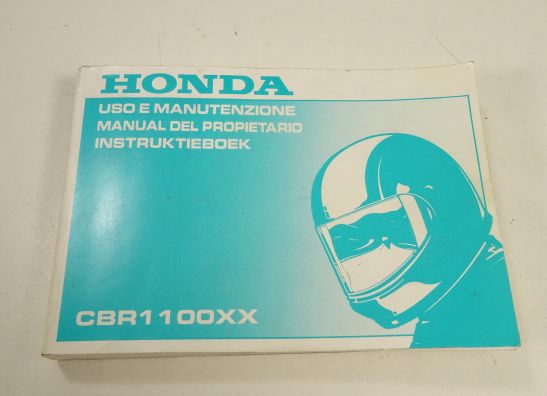 HONDA
USO E MANUTENZIONE
MANUAL DEL PROPIETARIO
INSTRUKTIEBOEK
CBR1100XX